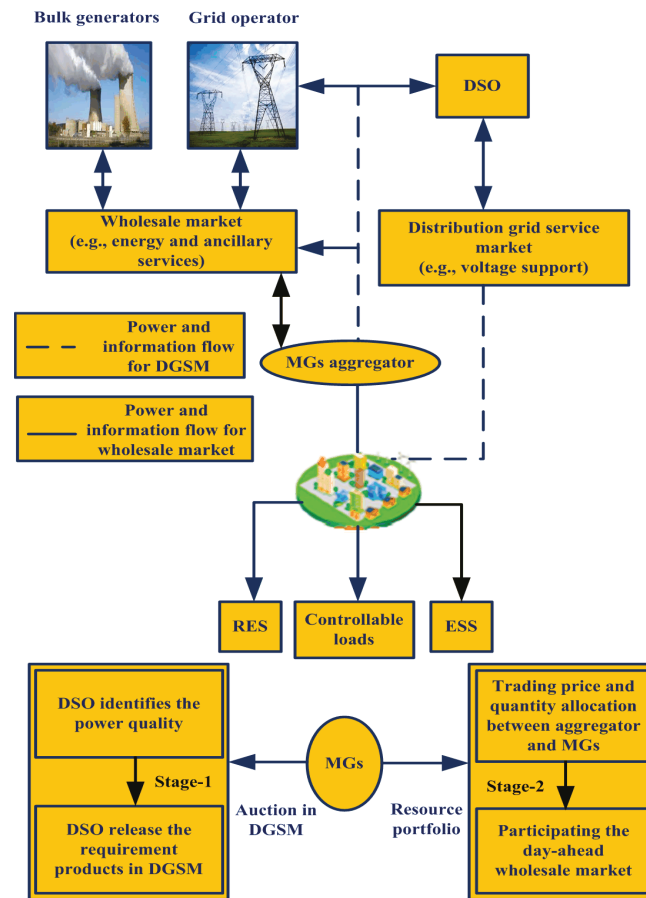 Bulk generators
Grid operator
DSO
Wholesale market
(e.g., energy and ancillary
services)
Distribution grid service
market
(e.g., voltage support)
Power and
information flow
for DGSM
MGs aggregator
Power and
information flow for
wholesale market
RES
Controllable
loads
ESS
DSO identifies the
power quality
Stage-1
DSO release the
requirement
products in DGSM
MGs
Auction in
DGSM
Resource
portfolio
Trading price and
quantity allocation
between aggregator
and MGs
Stage-2
Participating the
day-ahead
wholesale market